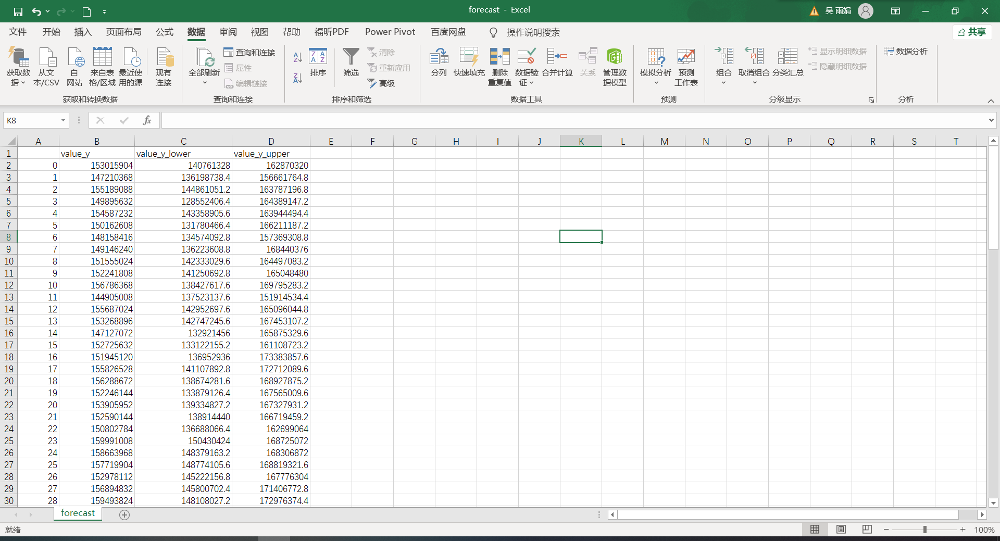 forecast - Excel
吴 雨娟
文件 开始 插入 页面布局 公式 数据 审阅 视图 帮助 福昕PDF Power Pivot 百度网盘 操作说明搜索 共享
获取数据 从文本/CSV 自网站 来自表格/区域 最近使用的源 现有连接
获取和转换数据
全部刷新 查询和连接 属性 编辑链接
查询和连接
排序 筛选 清除 重新应用 高级
排序和筛选
分列 快速填充 删除重复值 数据验证 合并计算 关系 管理数据模型
数据工具
模拟分析 预测工作表
预测
组合 取消组合 分类汇总 显示明细数据 隐藏明细数据
分级显示
数据分析
分析
K8 fx
A B C D E F G H I J K L M N O P Q R S T
1 value_y value_y_lower value_y_upper
2 0 153015904 140761328 162870320
3 1 147210368 136198738.4 156661764.8
4 2 155189088 144861051.2 163787196.8
5 3 149895632 128552406.4 164389147.2
6 4 154587232 143358905.6 163944494.4
7 5 150162608 131780466.4 166211187.2
8 6 148158416 134574092.8 157369308.8
9 7 149146240 136223608.8 168440376
10 8 151555024 142333029.6 164497083.2
11 9 152241808 141250692.8 165048480
12 10 156786368 138427617.6 169795283.2
13 11 144905008 137523137.6 151914534.4
14 12 155687024 142952697.6 165096044.8
15 13 153268896 142747245.6 167453107.2
16 14 147127072 132921456 165875329.6
17 15 152725632 133122155.2 161108723.2
18 16 151945120 136952936 173383857.6
19 17 155826528 141107892.8 172712089.6
20 18 156288672 138674281.6 168927875.2
21 19 152246144 133879126.4 167565009.6
22 20 153905952 139334827.2 167327931.2
23 21 152590144 138914440 166719459.2
24 22 150802784 136688066.4 162699064
25 23 159991008 150430424 168725072
26 24 158663968 148379163.2 168306872
27 25 157719904 148774105.6 168819321.6
28 26 152978112 145222156.8 167776304
29 27 156894832 145800702.4 171406772.8
30 28 159493824 148108027.2 172976374.4
forecast
就绪 100%